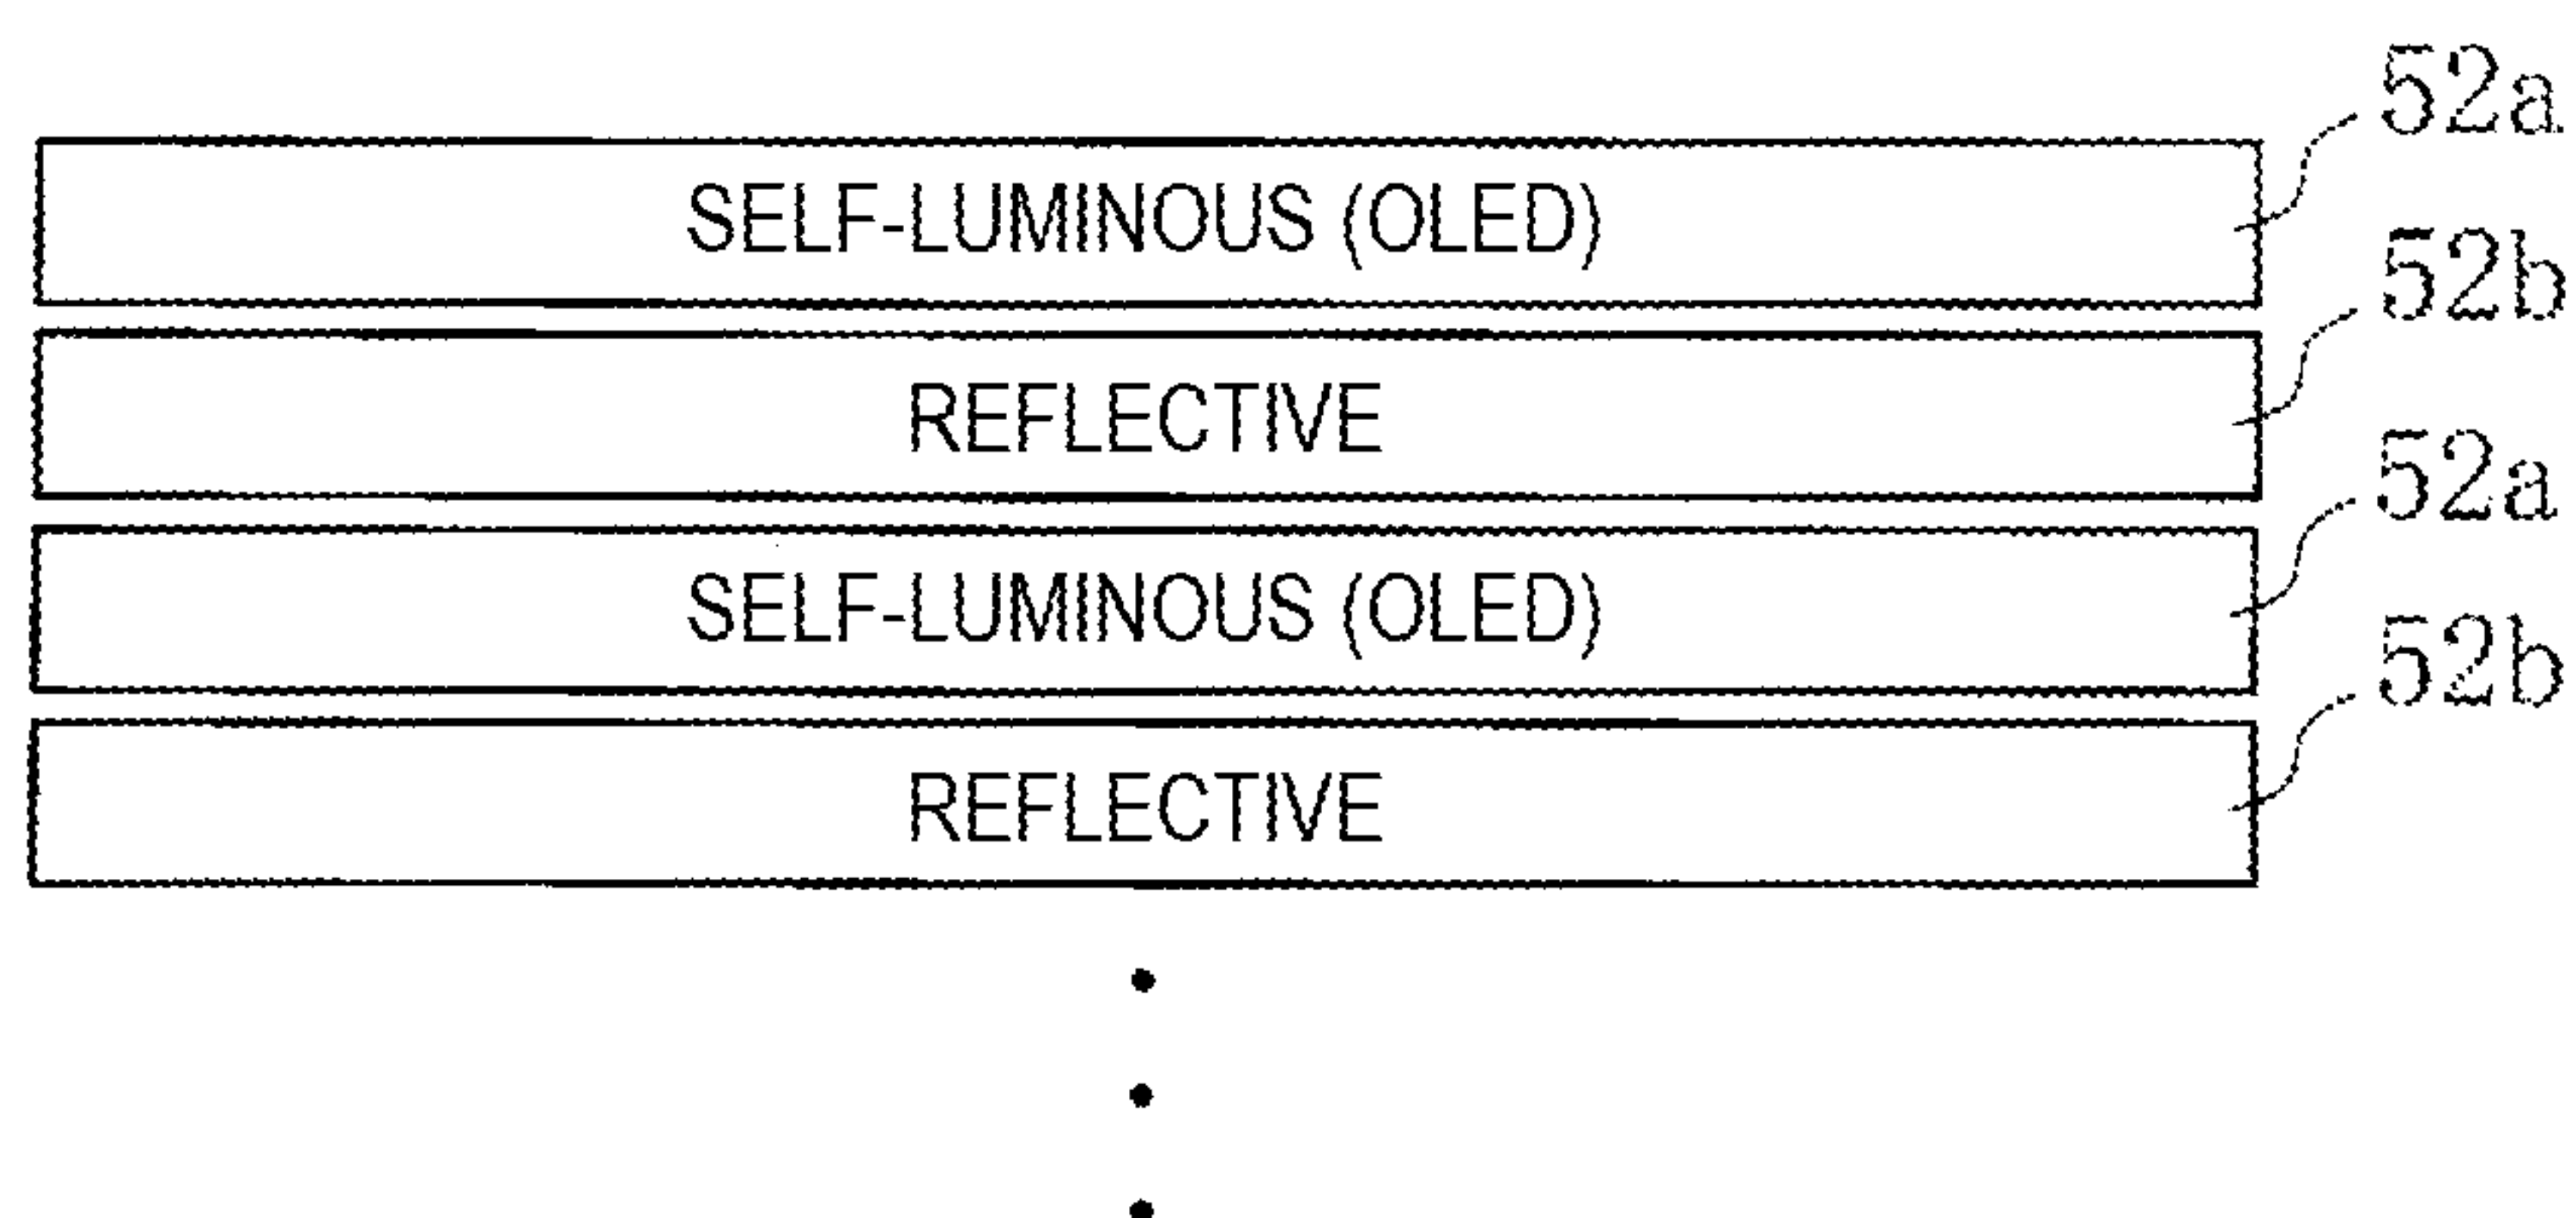 52a
SELF-LUMINOUS (OLED)
52b
REFLECTIVE
52a
SELF-LUMINOUS (OLED)
52b
REFLECTIVE